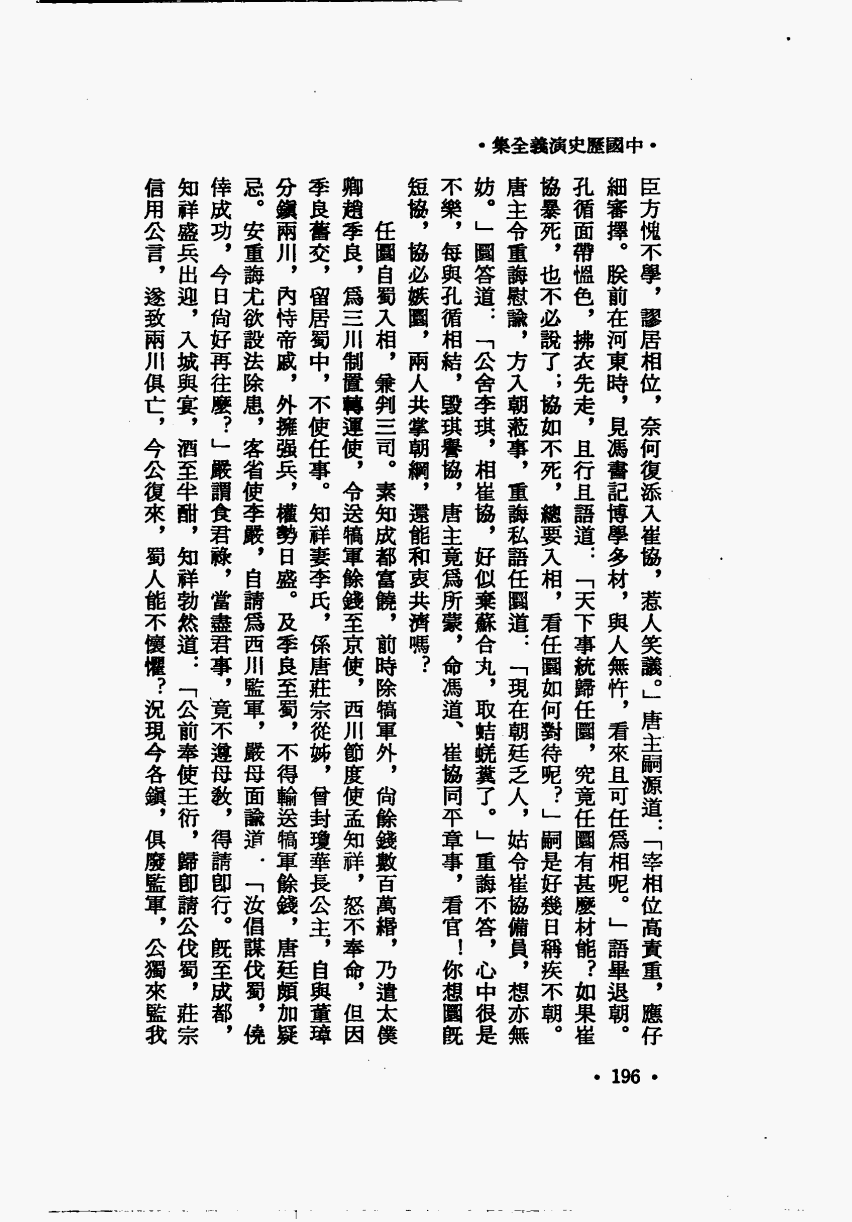 •中國歷史演義全集•
臣方愧不學，謬居相位，奈何復添入崔協，惹人笑議。」唐主嗣源道：「宰相位高責重，應仔
細審擇。朕前在河東時，見馮書記博學多材，與人無忤，看來且可任爲相呢。」語畢退朝。
孔循面帶慍色，拂衣先走，且行且語道：「天下事統歸任圜，究竟任圜有甚麼材能？如果崔
協暴死，也不必說了；協如不死，總要入相，看任圜如何對待呢？」嗣是好幾日稱疾不朝。
唐主令重誨慰諭，方入朝蒞事，重誨私語任圜道：「現在朝廷乏人，姑令崔協備員，想亦無
妨。」圜答道：「公舍李琪，相崔協，好似棄蘇合丸，取蛣蜣糞了。」重誨不答，心中很是
不樂，每與孔循相結，毀琪譽協，唐主竟爲所蒙，命馮道、崔協同平章事，看官！你想圜既
短協，協必嫉圜，兩人共掌朝綱，還能和衷共濟嗎？
任圜自蜀入相，兼判三司。素知成都富饒，前時除犒軍外，尙餘錢數百萬緡，乃遣太僕
卿趙季良，爲三川制置轉運使，令送犒軍餘錢至京使，西川節度使孟知祥，怒不奉命，但因
季良舊交，留居蜀中，不使任事。知祥妻李氏，係唐莊宗從姊，曾封瓊華長公主，自與董璋
分鎭兩川，內恃帝戚，外擁强兵，權勢日盛。及季良至蜀，不得輸送犒軍餘錢，唐廷頗加疑
忌。安重誨尤欲設法除患，客省使李嚴，自請爲西川監軍，嚴母面諭道．「汝倡謀伐蜀，僥
倖成功，今日尙好再往麼？」嚴謂食君祿，當盡君事，竟不遵母敎，得請卽行。旣至成都，
知祥盛兵出迎，入城與宴，酒至半酣，知祥勃然道：「公前奉使王衍，歸卽請公伐蜀，莊宗
信用公言，遂致兩川俱亡，今公復來，蜀人能不懷懼？況現今各鎭，俱廢監軍，公獨來監我
•196•